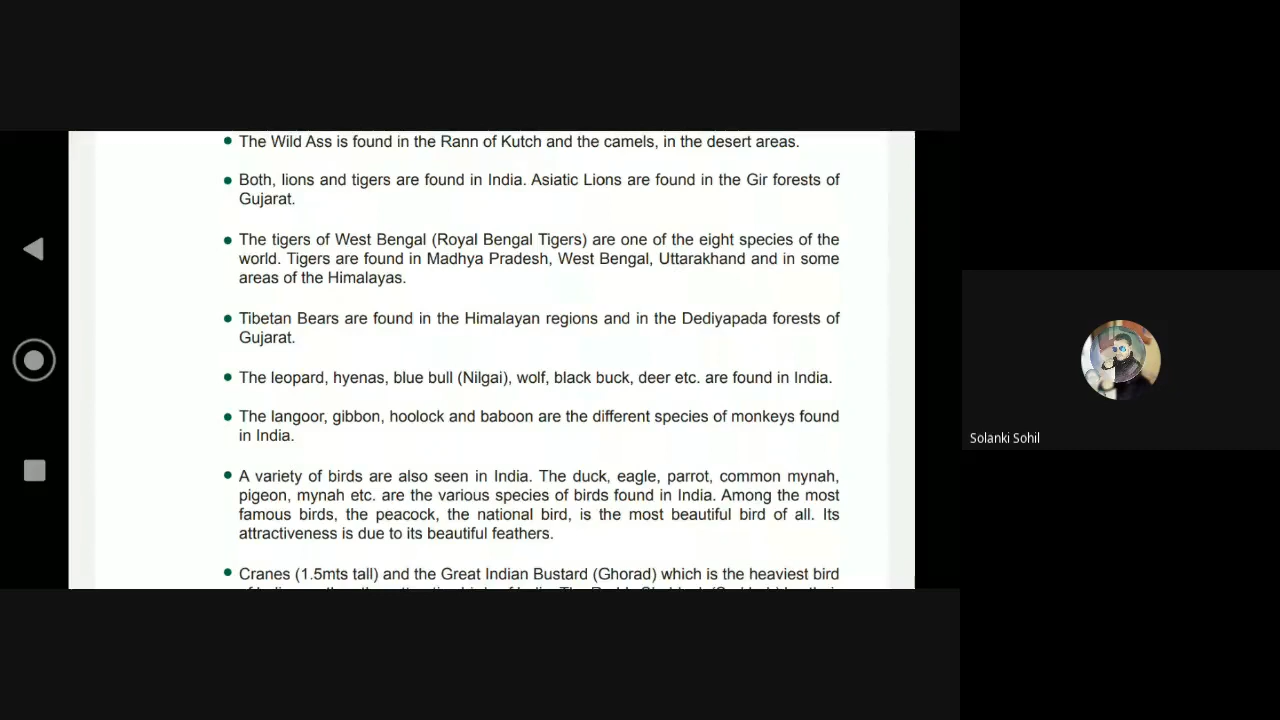 The Wild Ass is found in the Rann of Kutch and the camels, in the desert areas.
Both, lions and tigers are found in India. Asiatic Lions are found in the Gir forests of
Gujarat.
The tigers of West Bengal (Royal Bengal Tigers) are one of the eight species of the
world. Tigers are found in Madhya Pradesh, West Bengal, Uttarakhand and in some
areas of the Himalayas.
Tibetan Bears are found in the Himalayan regions and in the Dediyapada forests of
Gujarat.
The leopard, hyenas, blue bull (Nilgai), wolf, black buck, deer etc. are found in India.
The langoor, gibbon, hoolock and baboon are the different species of monkeys found
in India.
A variety of birds are also seen in India. The duck, eagle, parrot, common mynah,
pigeon, mynah etc. are the various species of birds found in India. Among the most
famous birds, the peacock, the national bird, is the most beautiful bird of all. Its
attractiveness is due to its beautiful feathers.
Cranes (1.5mts tall) and the Great Indian Bustard (Ghorad) which is the heaviest bird
Solanki Sohil